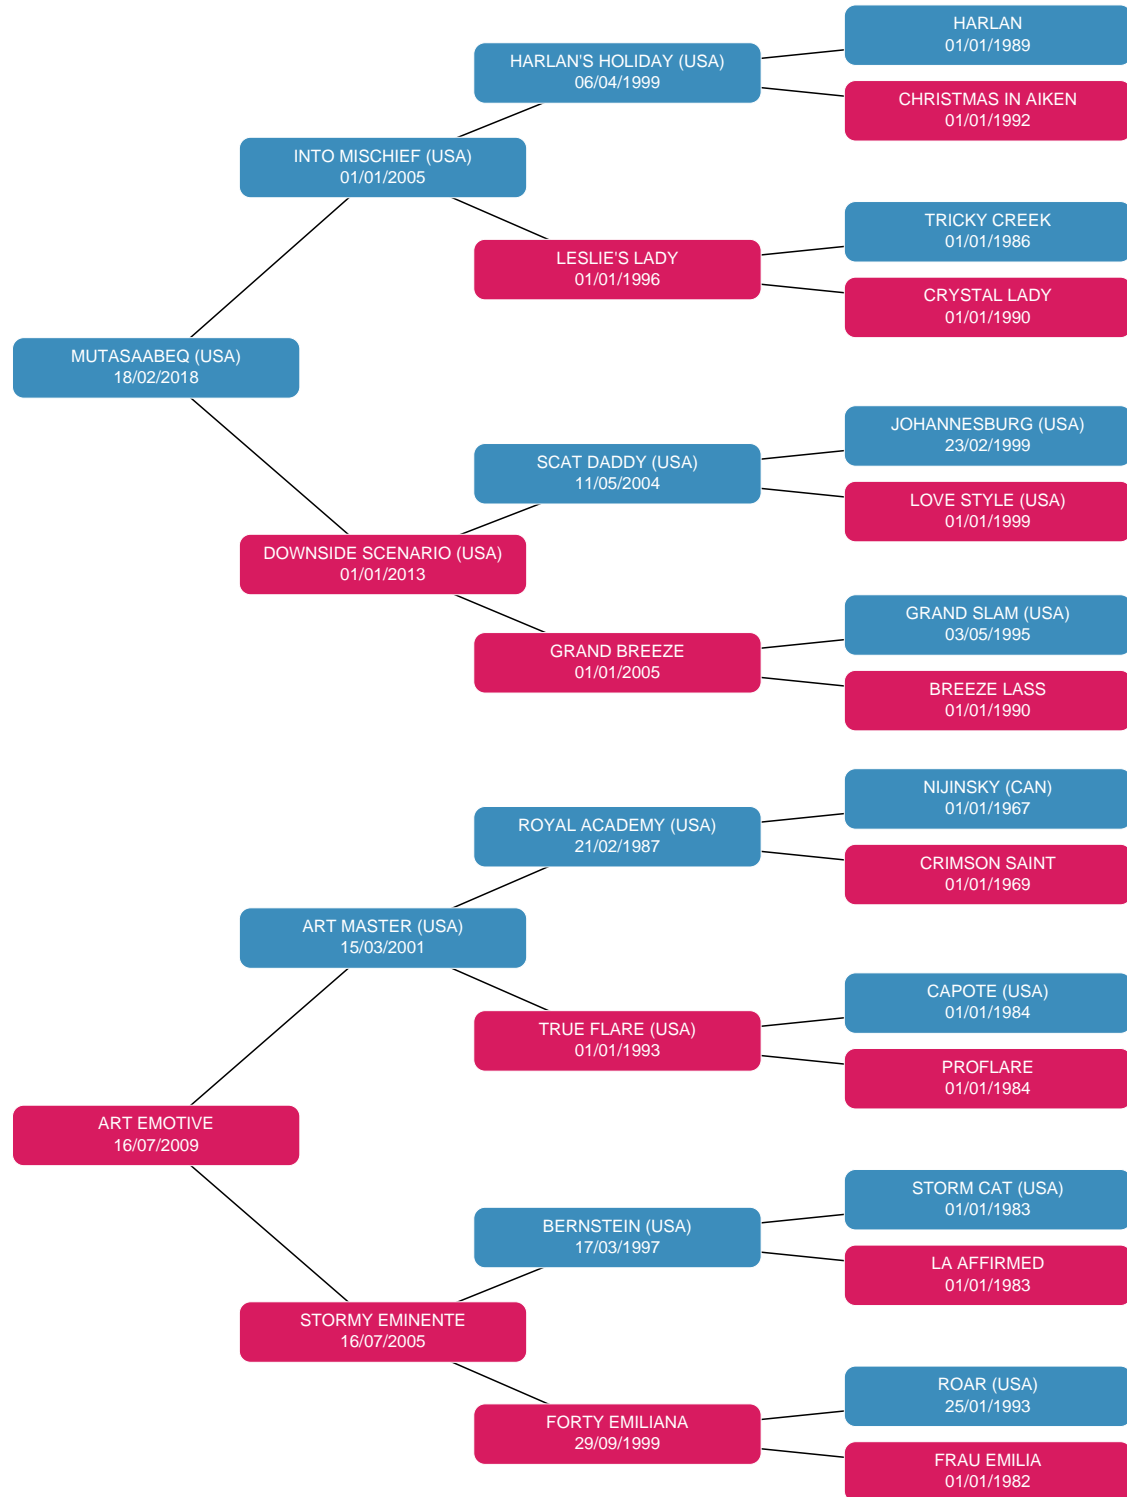 HARLAN
01/01/1989
HARLAN'S HOLIDAY (USA)
06/04/1999
CHRISTMAS IN AIKEN
01/01/1992
INTO MISCHIEF (USA)
01/01/2005
TRICKY CREEK
01/01/1986
LESLIE'S LADY
01/01/1996
CRYSTAL LADY
01/01/1990
MUTASAABEQ (USA)
18/02/2018
JOHANNESBURG (USA)
23/02/1999
SCAT DADDY (USA)
11/05/2004
LOVE STYLE (USA)
01/01/1999
DOWNSIDE SCENARIO (USA)
01/01/2013
GRAND SLAM (USA)
03/05/1995
GRAND BREEZE
01/01/2005
BREEZE LASS
01/01/1990
NIJINSKY (CAN)
01/01/1967
ROYAL ACADEMY (USA)
21/02/1987
CRIMSON SAINT
01/01/1969
ART MASTER (USA)
15/03/2001
CAPOTE (USA)
01/01/1984
TRUE FLARE (USA)
01/01/1993
PROFLARE
01/01/1984
ART EMOTIVE
16/07/2009
STORM CAT (USA)
01/01/1983
BERNSTEIN (USA)
17/03/1997
LA AFFIRMED
01/01/1983
STORMY EMINENTE
16/07/2005
ROAR (USA)
25/01/1993
FORTY EMILIANA
29/09/1999
FRAU EMILIA
01/01/1982